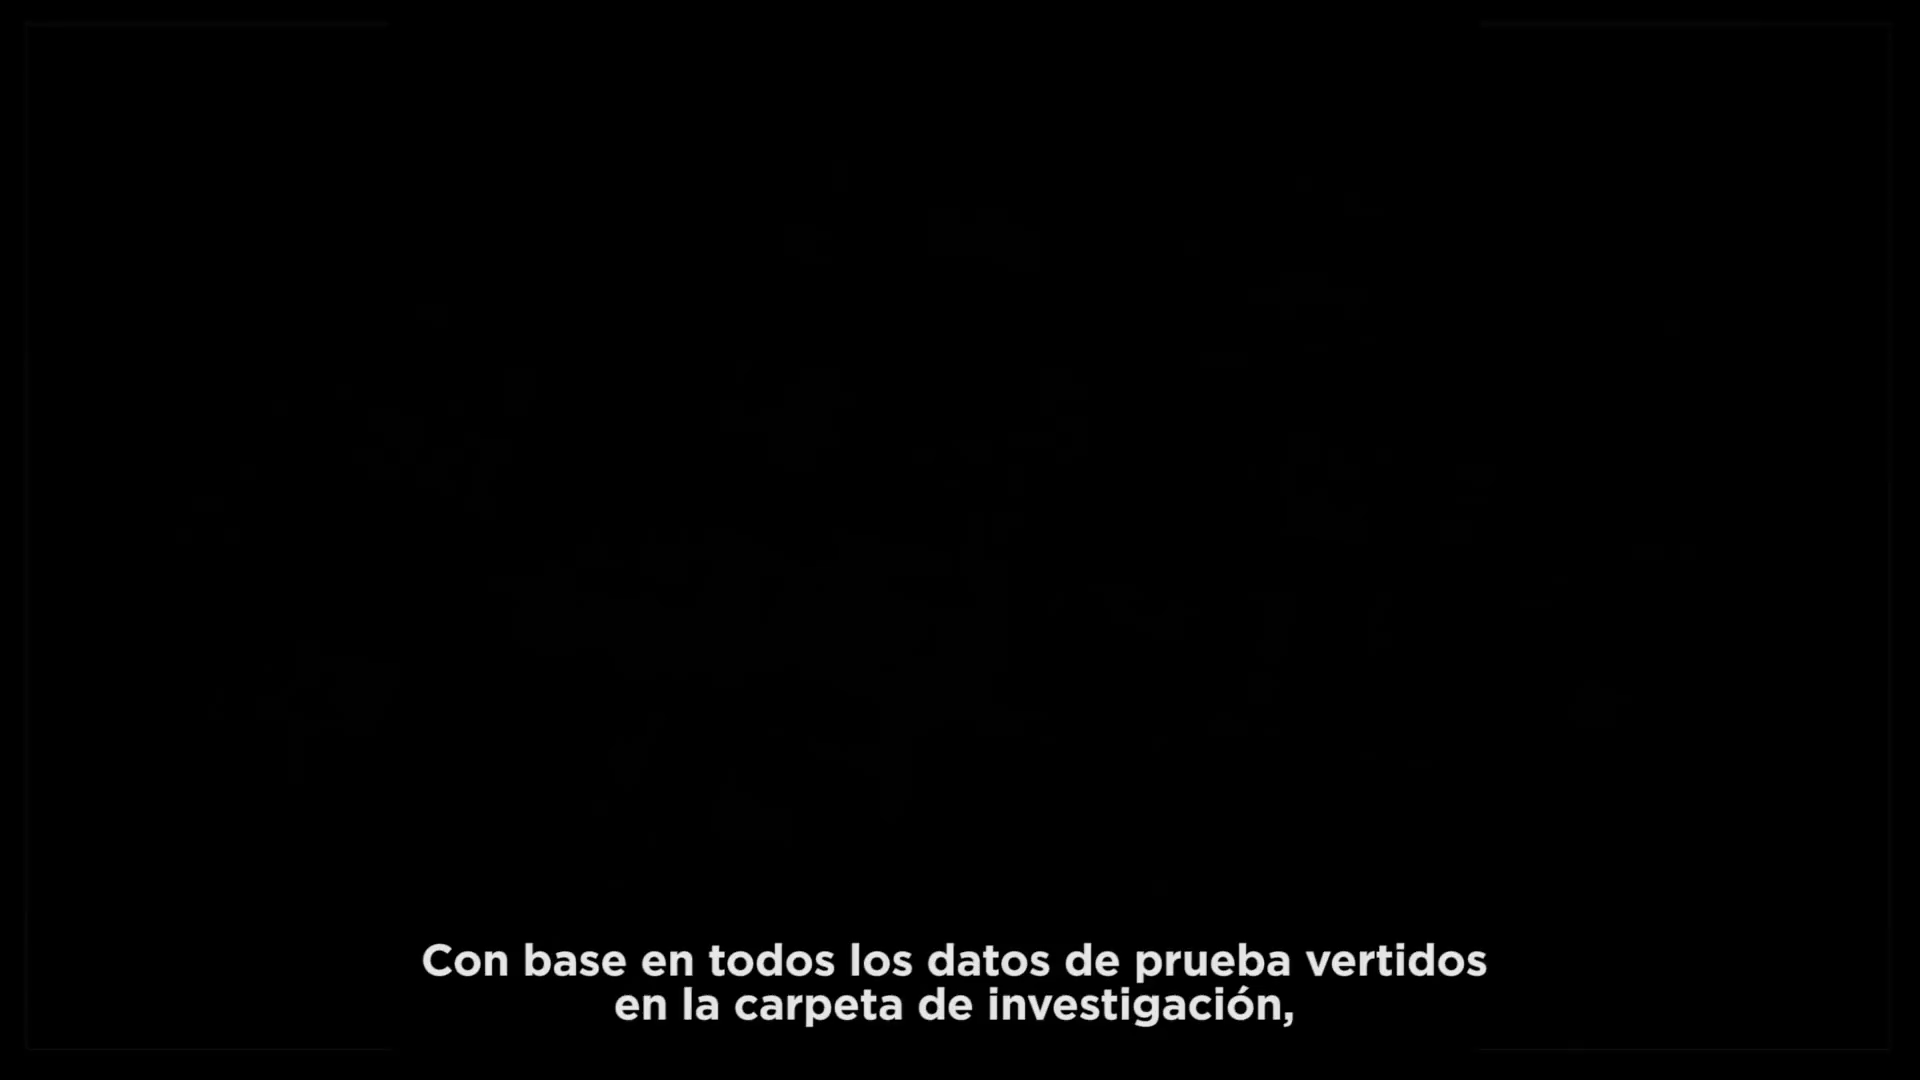 Con base en todos los datos de prueba vertidos
en la carpeta de investigación,